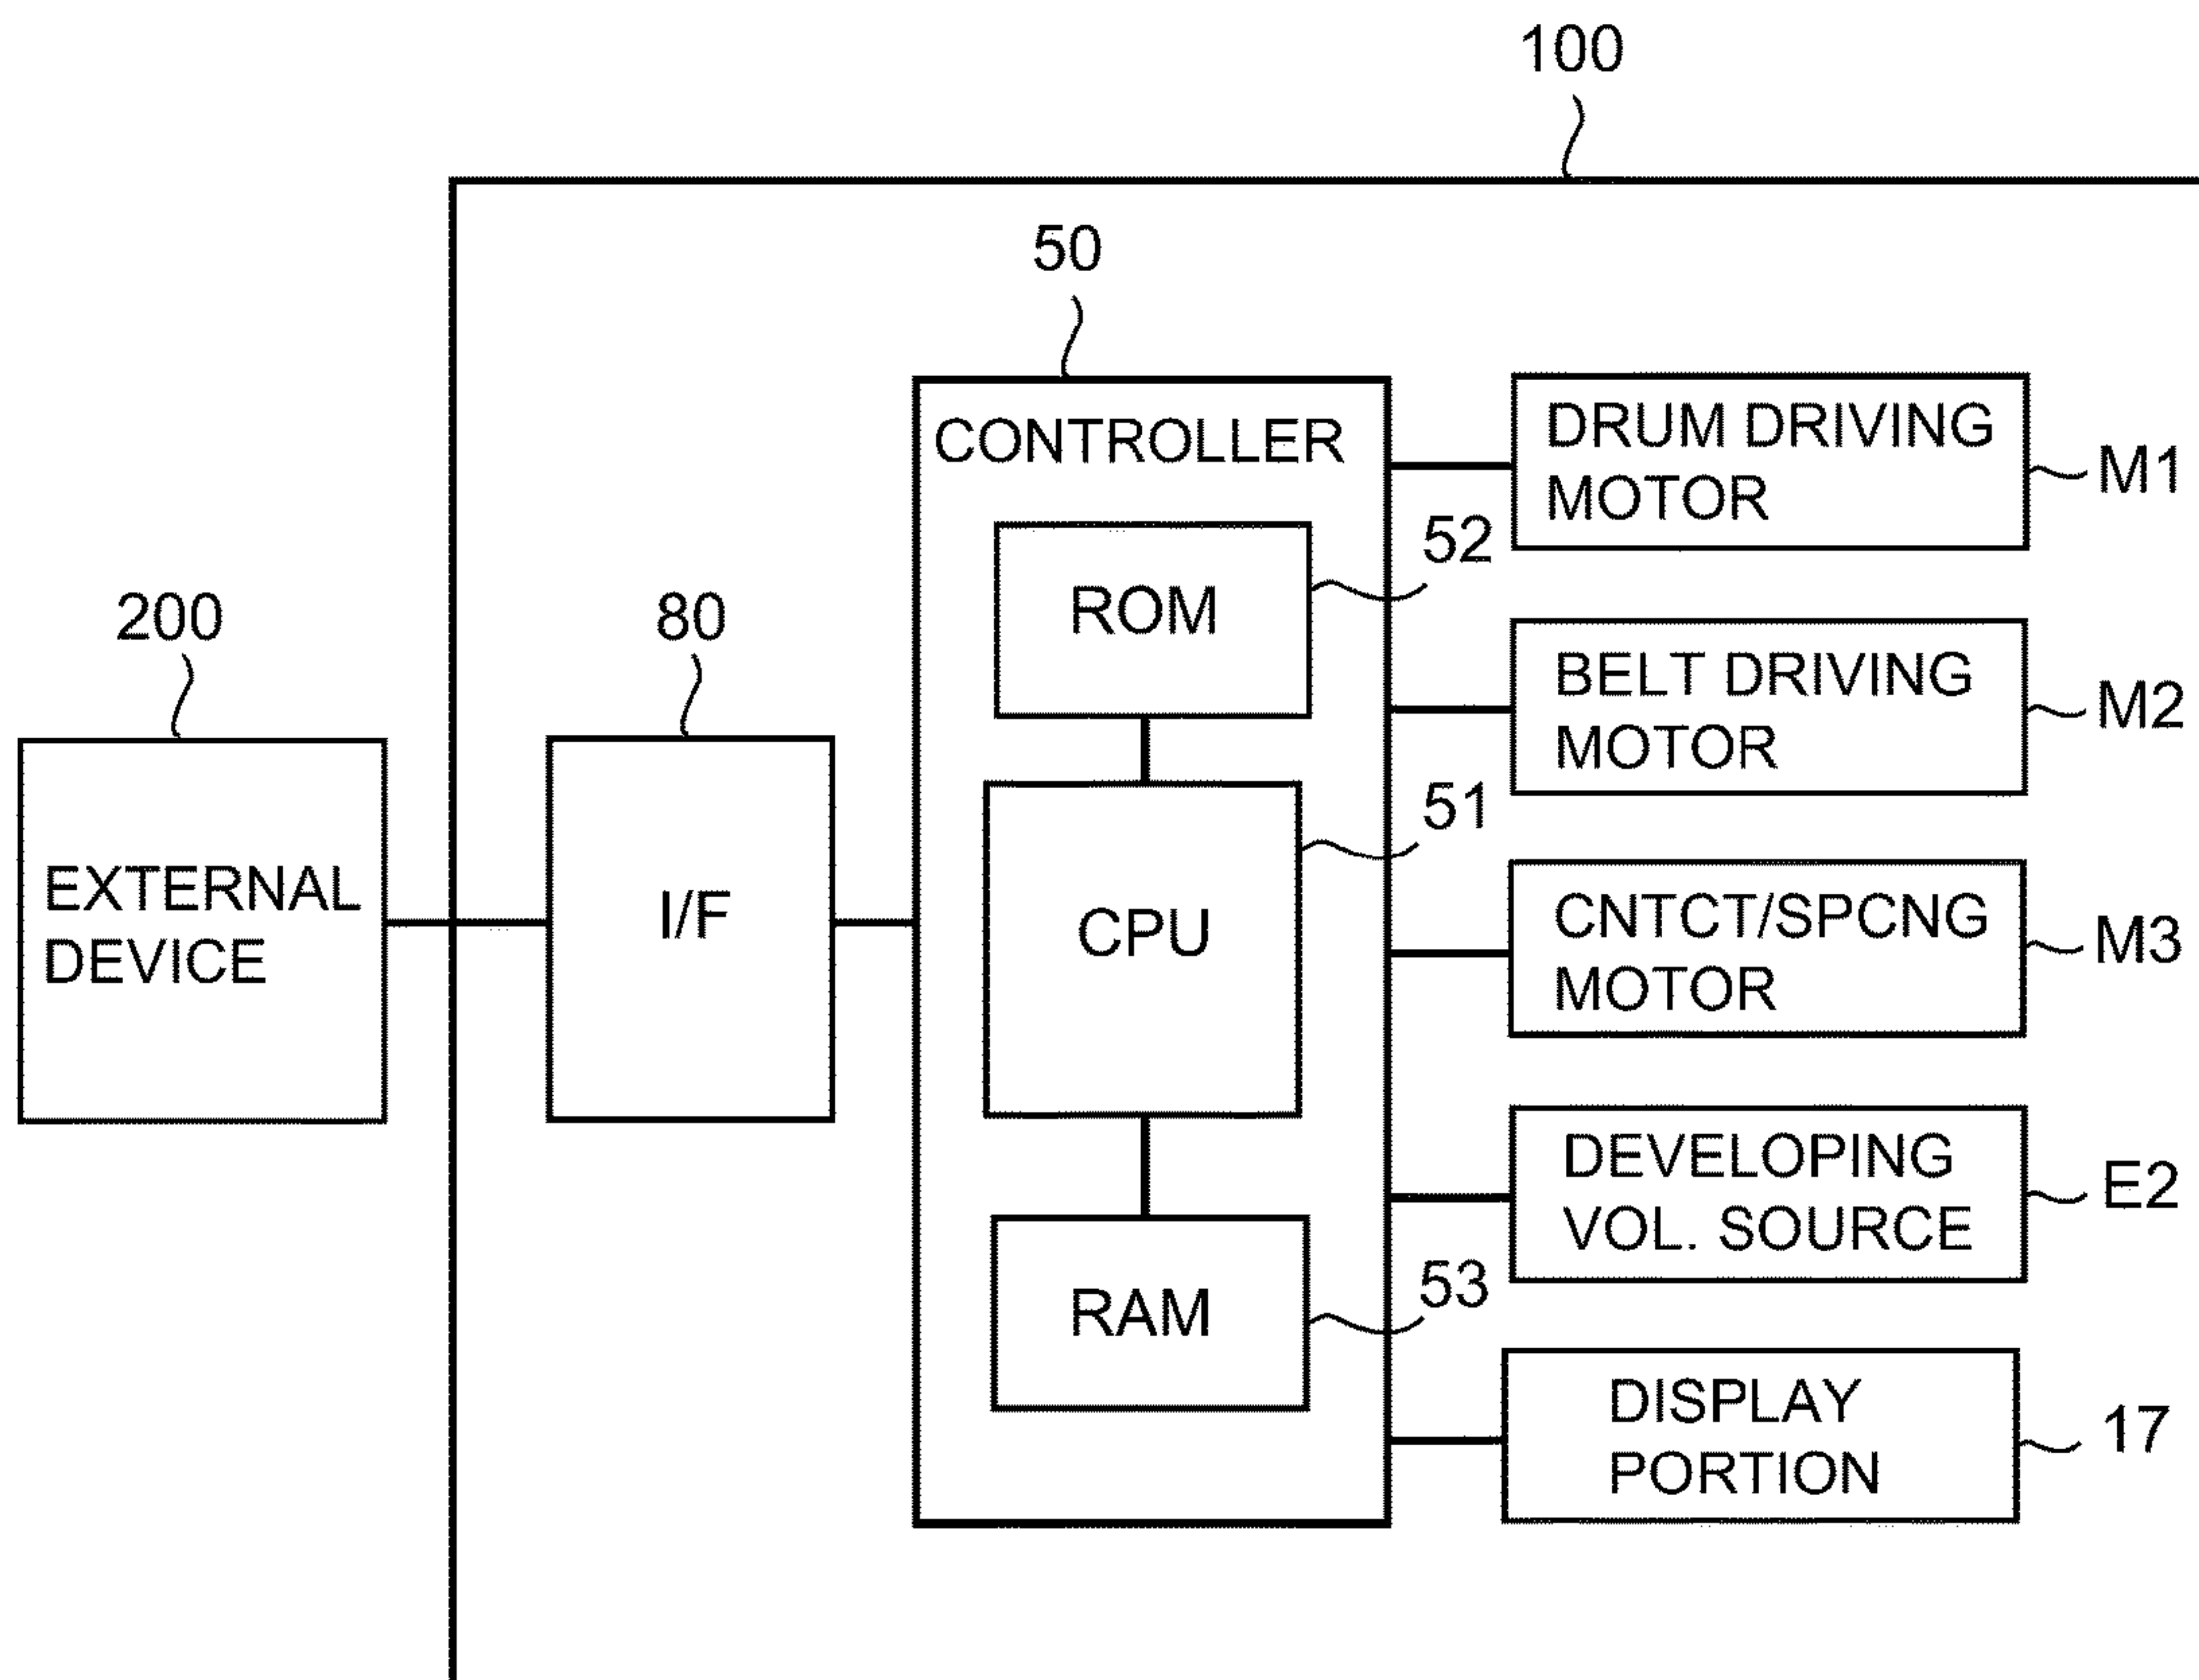 100
50
CONTROLLER
DRUM DRIVING
MOTOR
M1
52
ROM
200
80
BELT DRIVING
MOTOR
M2
51
EXTERNAL
DEVICE
I/F
CPU
CNTCT/SPCNG
MOTOR
M3
DEVELOPING
VOL. SOURCE
E2
53
RAM
DISPLAY
PORTION
17